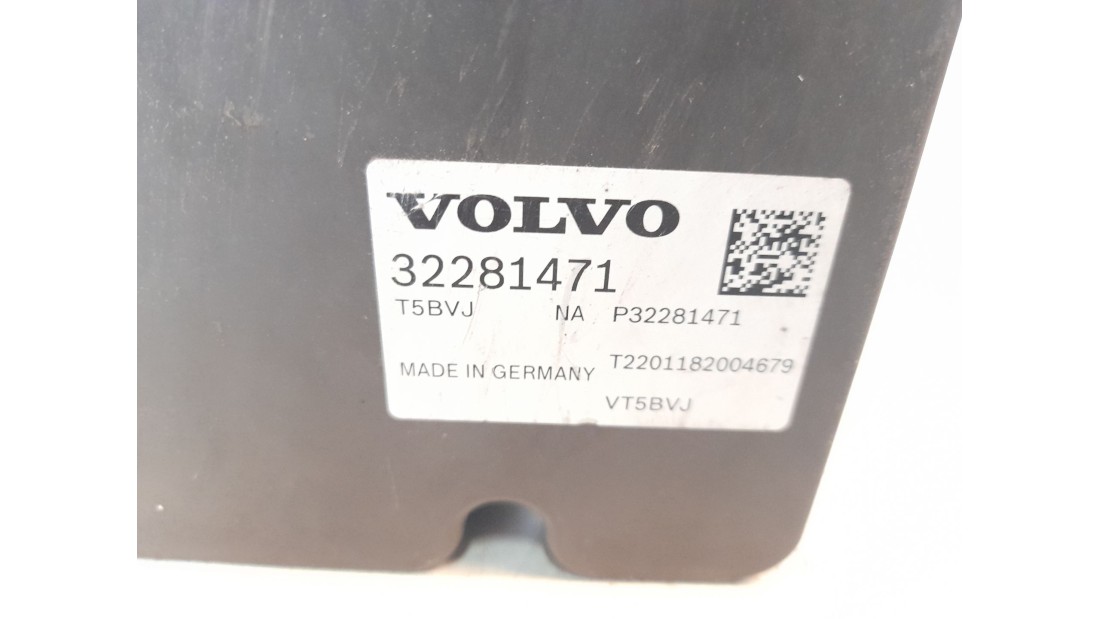 VOLVO
32281471
T5BVJ NA P32281471
MADE IN GERMANY T2201182004679
VT5BVJ